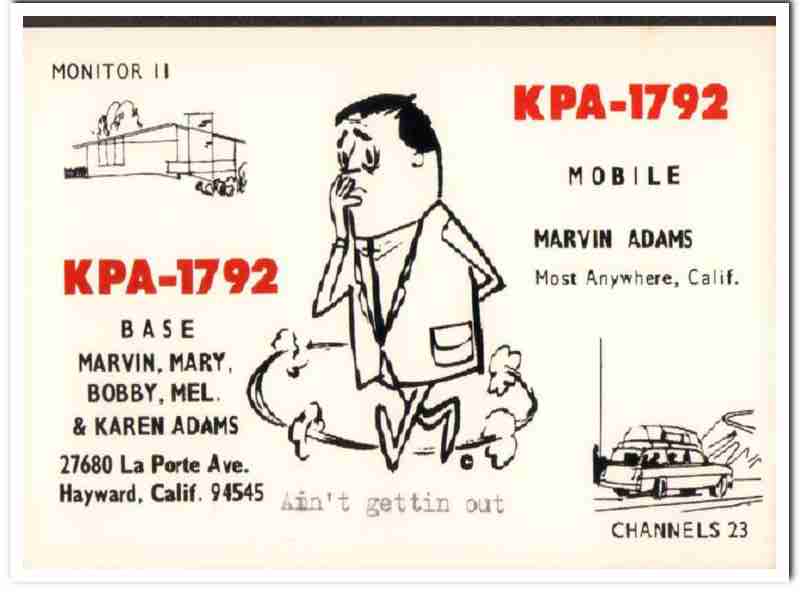 MONITOR 11
KPA-1792
BASE
MARVIN, MARY,
BOBBY, MEL.
& KAREN ADAMS
27680 La Porte Ave.
Hayward, Calif. 94545
Ain't gettin out
©
KPA-1792
MOBILE
MARVIN ADAMS
Most Anywhere, Calif.
CHANNELS 23